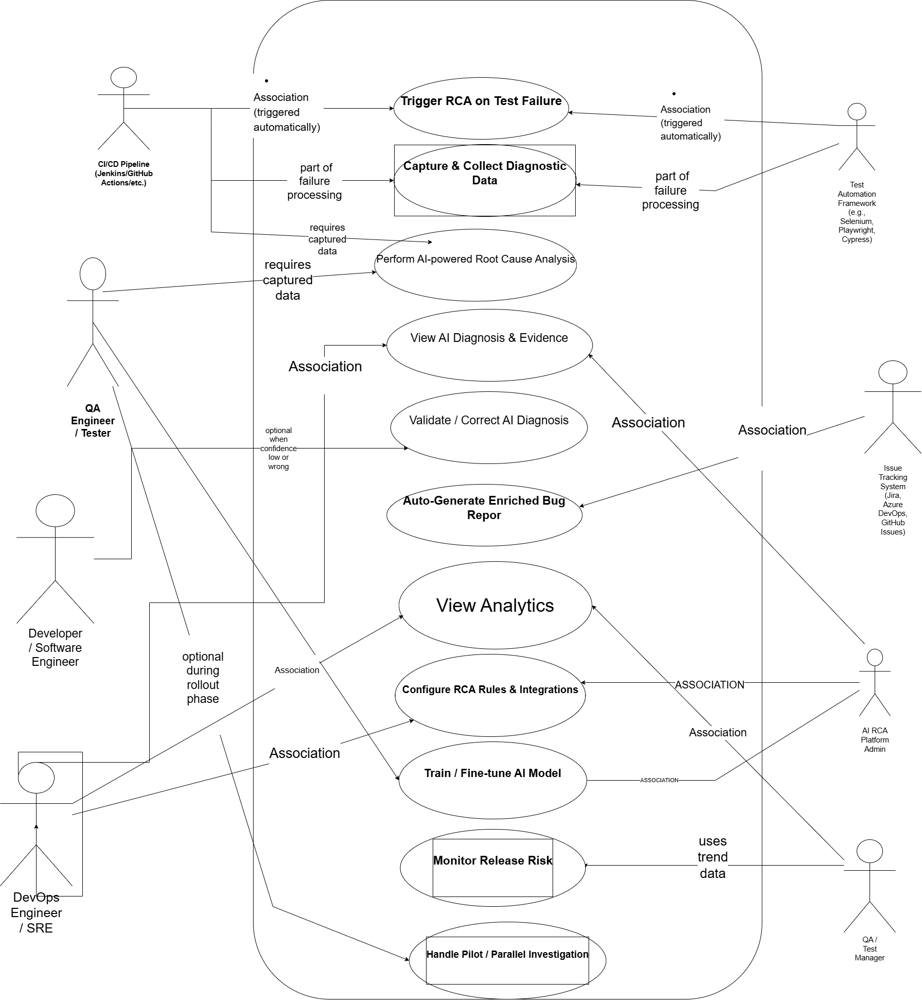 •
Association
(triggered
automatically)
Trigger RCA on Test Failure
•
Association
(triggered
automatically)
CI/CD Pipeline
(Jenkins/GitHub
Actions/etc.)
part of
failure
processing
Capture & Collect Diagnostic
Data
part of
failure
processing
Test
Automation
Framework
(e.g.,
Selenium,
Playwright,
Cypress)
requires
captured
data
Perform AI-powered Root Cause Analysis
requires
captured
data
View AI Diagnosis & Evidence
Association
QA
Engineer
/ Tester
Validate / Correct AI Diagnosis
Association
Association
optional
when
confidence
low or
wrong
Issue
Tracking
System
(Jira,
Azure
DevOps,
GitHub
Issues)
Auto-Generate Enriched Bug
Repor
View Analytics
Developer
/ Software
Engineer
optional
during
rollout
phase
Association
Configure RCA Rules & Integrations
ASSOCIATION
Association
AI RCA
Platform
Admin
Association
Train / Fine-tune AI Model
ASSOCIATION
Monitor Release Risk
uses
trend
data
DevOps
Engineer
/ SRE
Handle Pilot / Parallel Investigation
QA /
Test
Manager